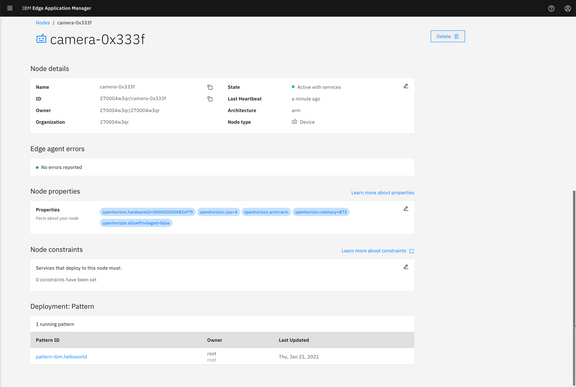 IBM Edge Application Manager
Nodes / camera-0x333f
camera-0x333f
Delete
Node details
Name camera-0x333f State Active with services
ID 270004w3qr/camera-0x333f Last Heartbeat a minute ago
Owner 270004w3qr/270004w3qr Architecture arm
Organization 270004w3qr Node type Device
Edge agent errors
No errors reported
Node properties Learn more about properties
Properties openhorizon.cpu=4 openhorizon.arch=arm openhorizon.memory=873
Facts about your node openhorizon.allowPrivileged=false
Node constraints Learn more about constraints
Services that deploy to this node must:
0 constraints have been set
Deployment: Pattern
1 running pattern
Pattern ID Owner Last Updated
pattern-ibm.helloworld root Thu, Jan 21, 2021
root